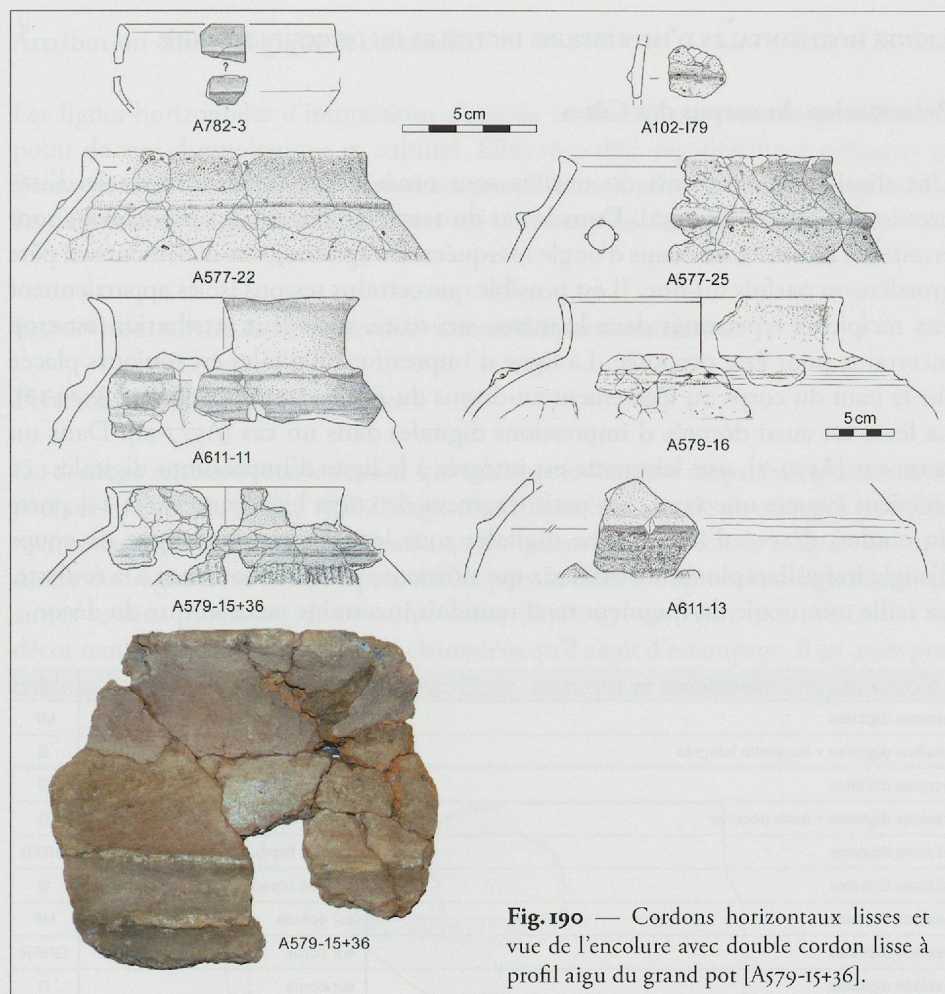 ?
A782-3
5 cm
A102-179
A577-22
A577-25
A611-11
A579-16
5 cm
A579-15+36
A611-13
A579-15+36
Fig. 190 — Cordons horizontaux lisses et
vue de l'encolure avec double cordon lisse à
profil aigu du grand pot [A579-15+36].